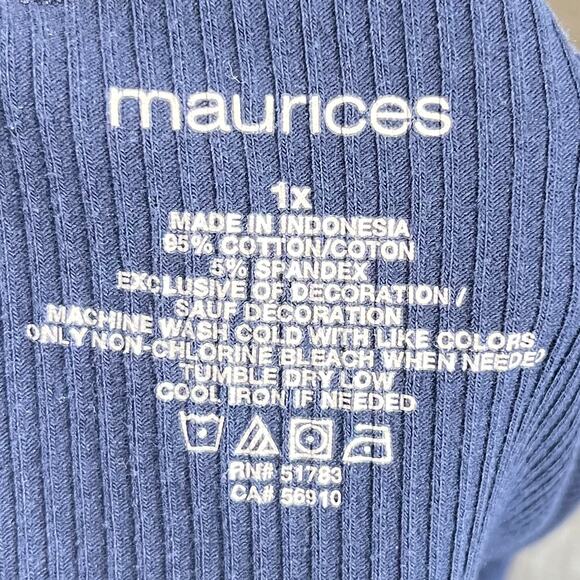 maurices
1X
MADE IN INDONESIA
95% COTTON/COTON
5% SPANDEX
EXCLUSIVE OF DECORATION /
SAUF DECORATION
MACHINE WASH COLD WITH LIKE COLORS
ONLY NON-CHLORINE BLEACH WHEN NEEDED
TUMBLE DRY LOW
COOL IRON IF NEEDED
RN# 51783
CA# 56910